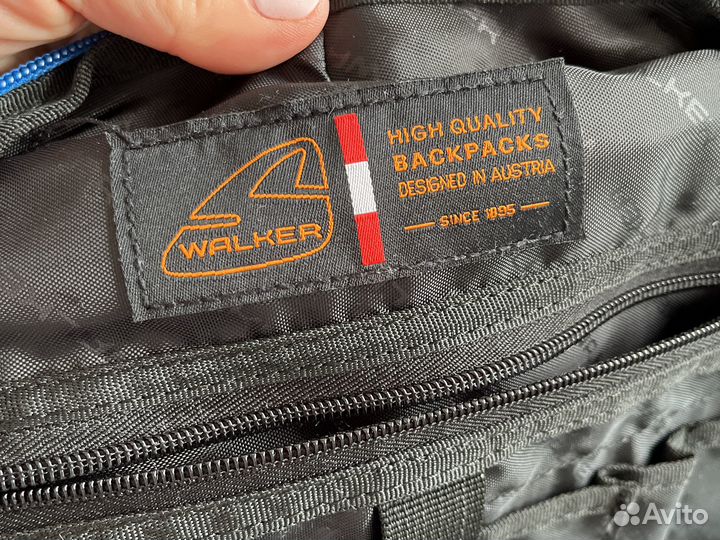 WALKER
HIGH QUALITY
BACKPACKS
DESIGNED IN AUSTRIA
SINCE 1895
Avito